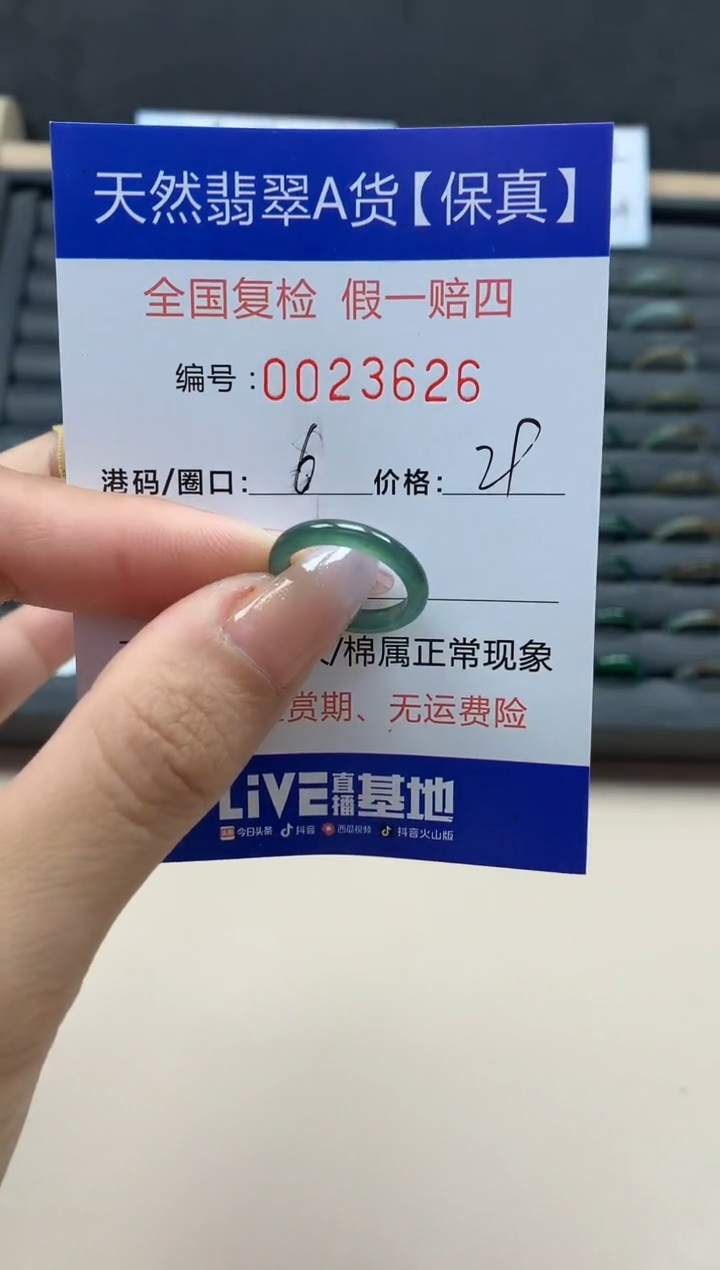 天然翡翠A货【保真】
全国复检 假一赔四
编号:0023626
港码/圈口: 6 价格: 28
/棉属正常现象
赏期、无运费险
LiVE直播基地
今日头条 抖音 西瓜视频 抖音火山版